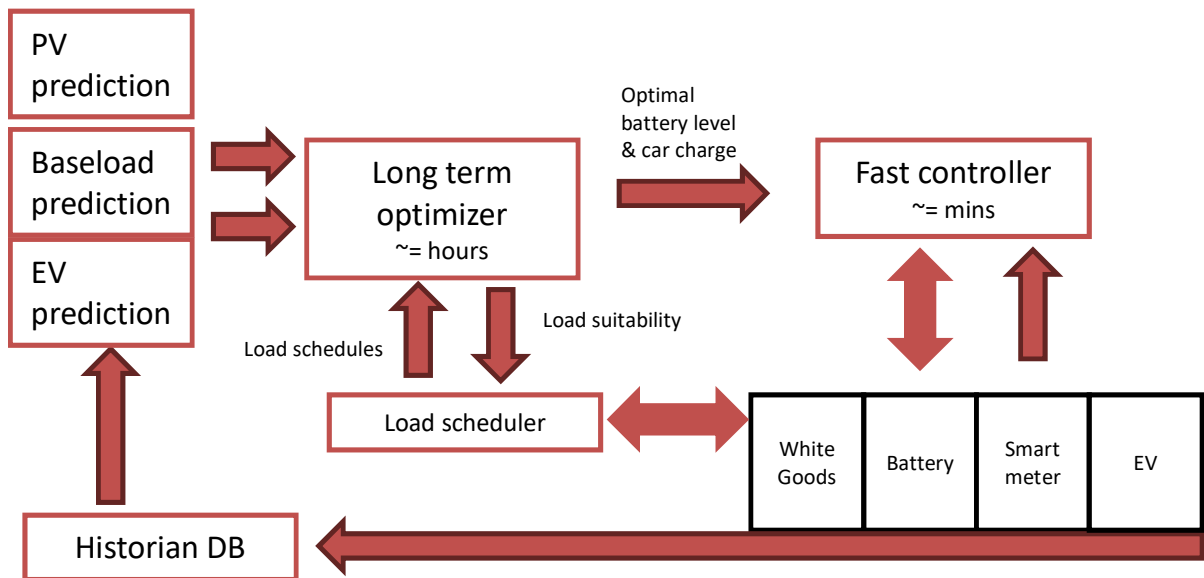 PV
prediction
Baseload
prediction
EV
prediction
Long term
optimizer
~= hours
Optimal
battery level
& car charge
Fast controller
~= mins
Load schedules
Load suitability
Load scheduler
White
Goods
Battery
Smart
meter
EV
Historian DB